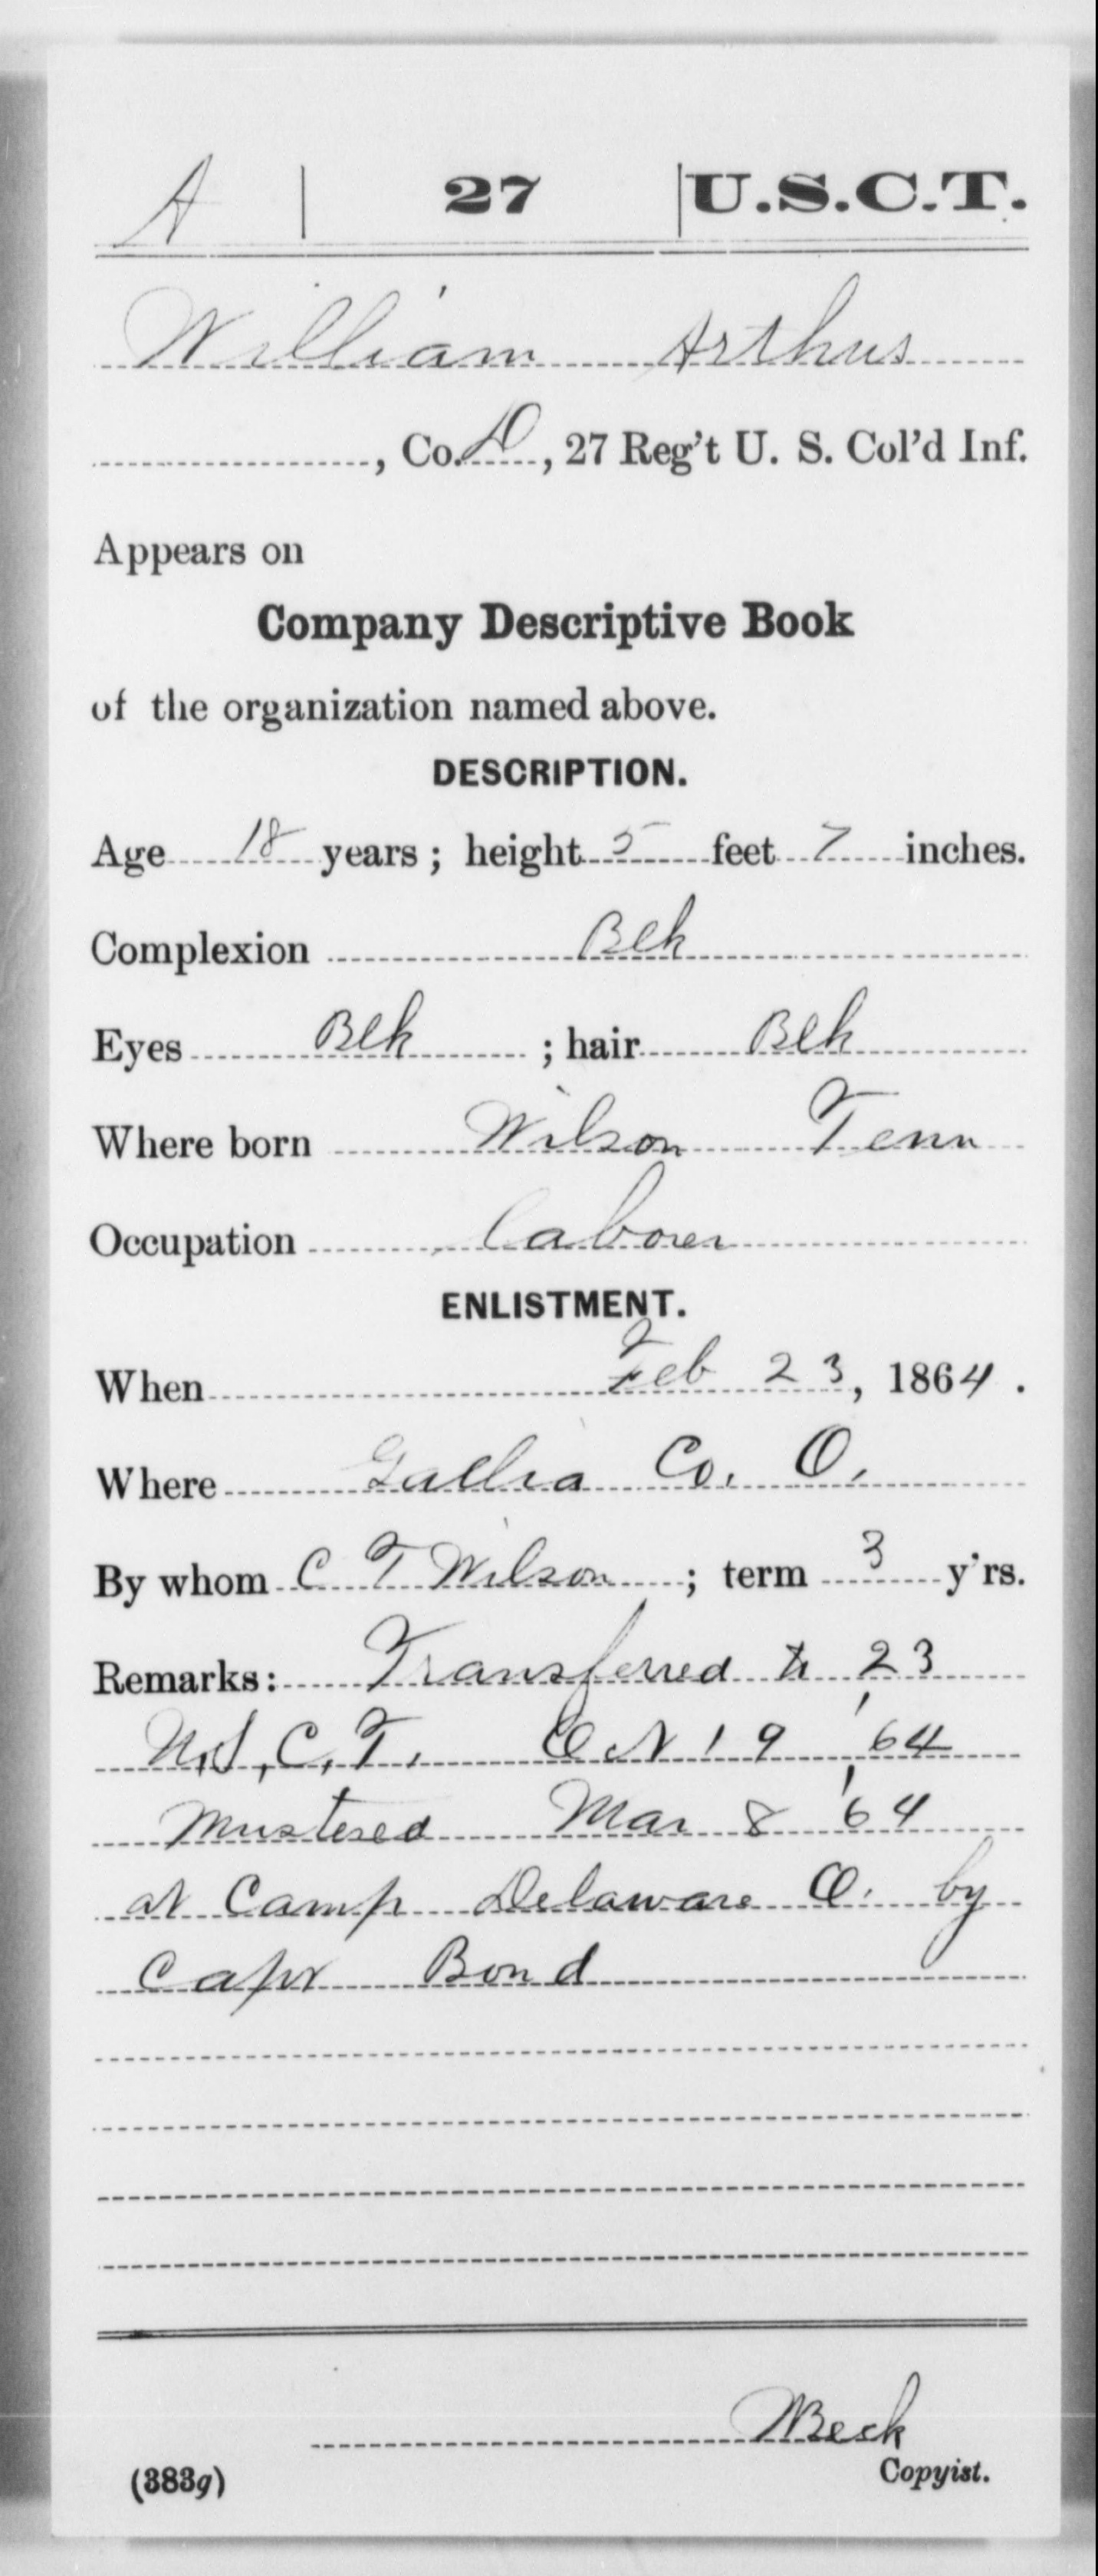 A | 27 | U.S.C.T.
William Arthur
, Co. D, 27 Reg't U. S. Col'd Inf.
Appears on
Company Descriptive Book
of the organization named above.
DESCRIPTION.
Age 18 years; height 5 feet 7 inches.
Complexion Blk
Eyes Blk ; hair Blk
Where born Wilson Tenn
Occupation Laborer
ENLISTMENT.
When Feb 23, 1864.
Where Gallia Co. O.
By whom C T Wilson ; term 3 y'rs.
Remarks: Transferred to 23
U.S.C.T. Oct 19, '64
Mustered Mar 8 '64
at Camp Delaware O. by
Capt Bond
Beck
(383g) Copyist.